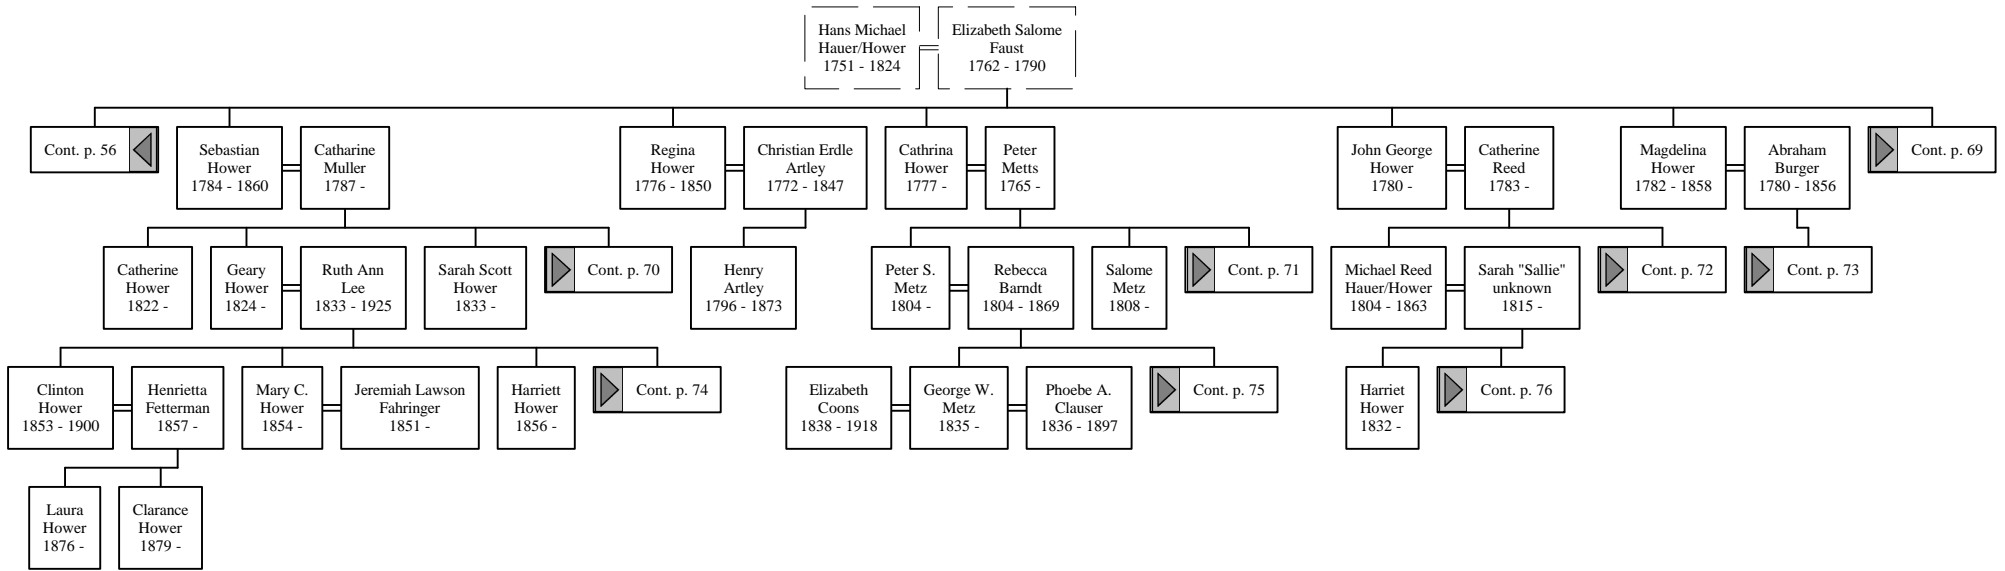 Hans Michael
Hauer/Hower
1751 - 1824
Elizabeth Salome
Faust
1762 - 1790
Cont. p. 56
Sebastian
Hower
1784 - 1860
Catharine
Muller
1787 -
Regina
Hower
1776 - 1850
Christian Erdle
Artley
1772 - 1847
Cathrina
Hower
1777 -
Peter
Metts
1765 -
John George
Hower
1780 -
Catherine
Reed
1783 -
Magdelina
Hower
1782 - 1858
Abraham
Burger
1780 - 1856
Cont. p. 69
Catherine
Hower
1822 -
Geary
Hower
1824 -
Ruth Ann
Lee
1833 - 1925
Sarah Scott
Hower
1833 -
Cont. p. 70
Henry
Artley
1796 - 1873
Peter S.
Metz
1804 -
Rebecca
Barndt
1804 - 1869
Salome
Metz
1808 -
Cont. p. 71
Michael Reed
Hauer/Hower
1804 - 1863
Sarah "Sallie"
unknown
1815 -
Cont. p. 72
Cont. p. 73
Clinton
Hower
1853 - 1900
Henrietta
Fetterman
1857 -
Mary C.
Hower
1854 -
Jeremiah Lawson
Fahringer
1851 -
Harriett
Hower
1856 -
Cont. p. 74
Elizabeth
Coons
1838 - 1918
George W.
Metz
1835 -
Phoebe A.
Clauser
1836 - 1897
Cont. p. 75
Harriet
Hower
1832 -
Cont. p. 76
Laura
Hower
1876 -
Clarance
Hower
1879 -